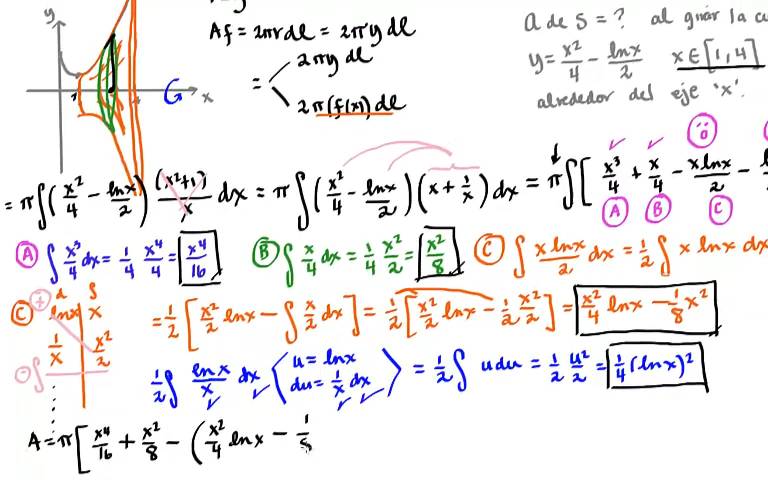 y
x
Af = 2πr dl = 2πy dl
= < 2πy dl
2π(f(x)) dl
a de S = ? al girar la
y = x²/4 - lnx/2 x ∈ [1,4]
alrededor del eje 'x'.
= π∫(x²/4 - lnx/2) (x²+1)/x dx = π∫(x²/4 - lnx/2)(x + 1/x) dx = π∫[x³/4 + x/4 - xlnx/2 -
A B C
A ∫ x³/4 dx = 1/4 x⁴/4 = x⁴/16 B ∫ x/4 dx = 1/4 x²/2 = x²/8 C ∫ x lnx/2 dx = 1/2 ∫ x lnx dx
+ d S
C lnx x = 1/2 [x²/2 lnx - ∫ x/2 dx] = 1/2 [x²/2 lnx - 1/2 x²/2] = x²/4 lnx - 1/8 x²
1/x x²/2
- ∫ 1/2 ∫ lnx/x dx < u = lnx du = 1/x dx > = 1/2 ∫ u du = 1/2 u²/2 = 1/4 (lnx)²
A = π[x⁴/16 + x²/8 - (x²/4 lnx - 1/8